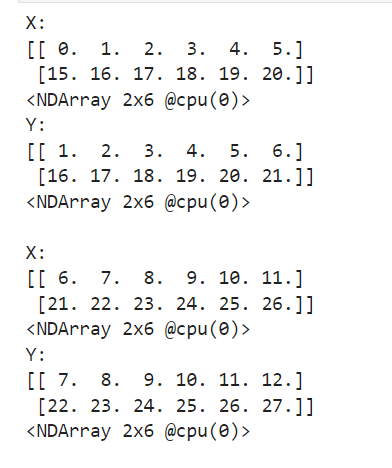 X:
[[ 0.  1.  2.  3.  4.  5.]
 [15. 16. 17. 18. 19. 20.]]
<NDArray 2x6 @cpu(0)>
Y:
[[ 1.  2.  3.  4.  5.  6.]
 [16. 17. 18. 19. 20. 21.]]
<NDArray 2x6 @cpu(0)>

X:
[[ 6.  7.  8.  9. 10. 11.]
 [21. 22. 23. 24. 25. 26.]]
<NDArray 2x6 @cpu(0)>
Y:
[[ 7.  8.  9. 10. 11. 12.]
 [22. 23. 24. 25. 26. 27.]]
<NDArray 2x6 @cpu(0)>